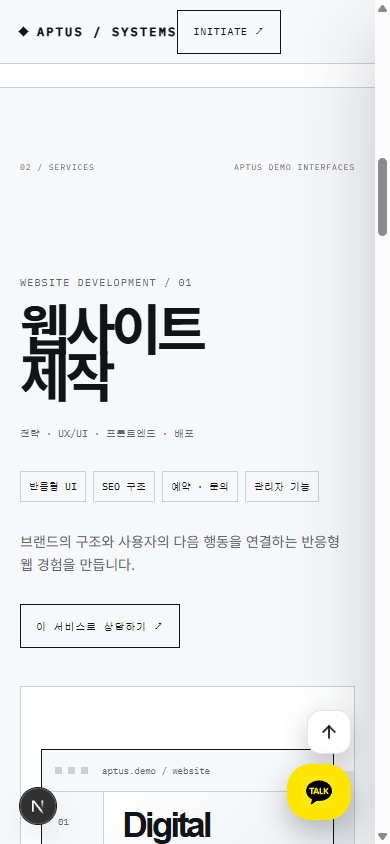 ◆ APTUS / SYSTEMS
INITIATE ↗
02 / SERVICES
APTUS DEMO INTERFACES
WEBSITE DEVELOPMENT / 01
웹사이트
제작
전략 · UX/UI · 프론트엔드 · 배포
반응형 UI
SEO 구조
예약 · 문의
관리자 기능
브랜드의 구조와 사용자의 다음 행동을 연결하는 반응형
웹 경험을 만듭니다.
이 서비스로 상담하기 ↗
aptus.demo / website
TALK
N
01
Digital